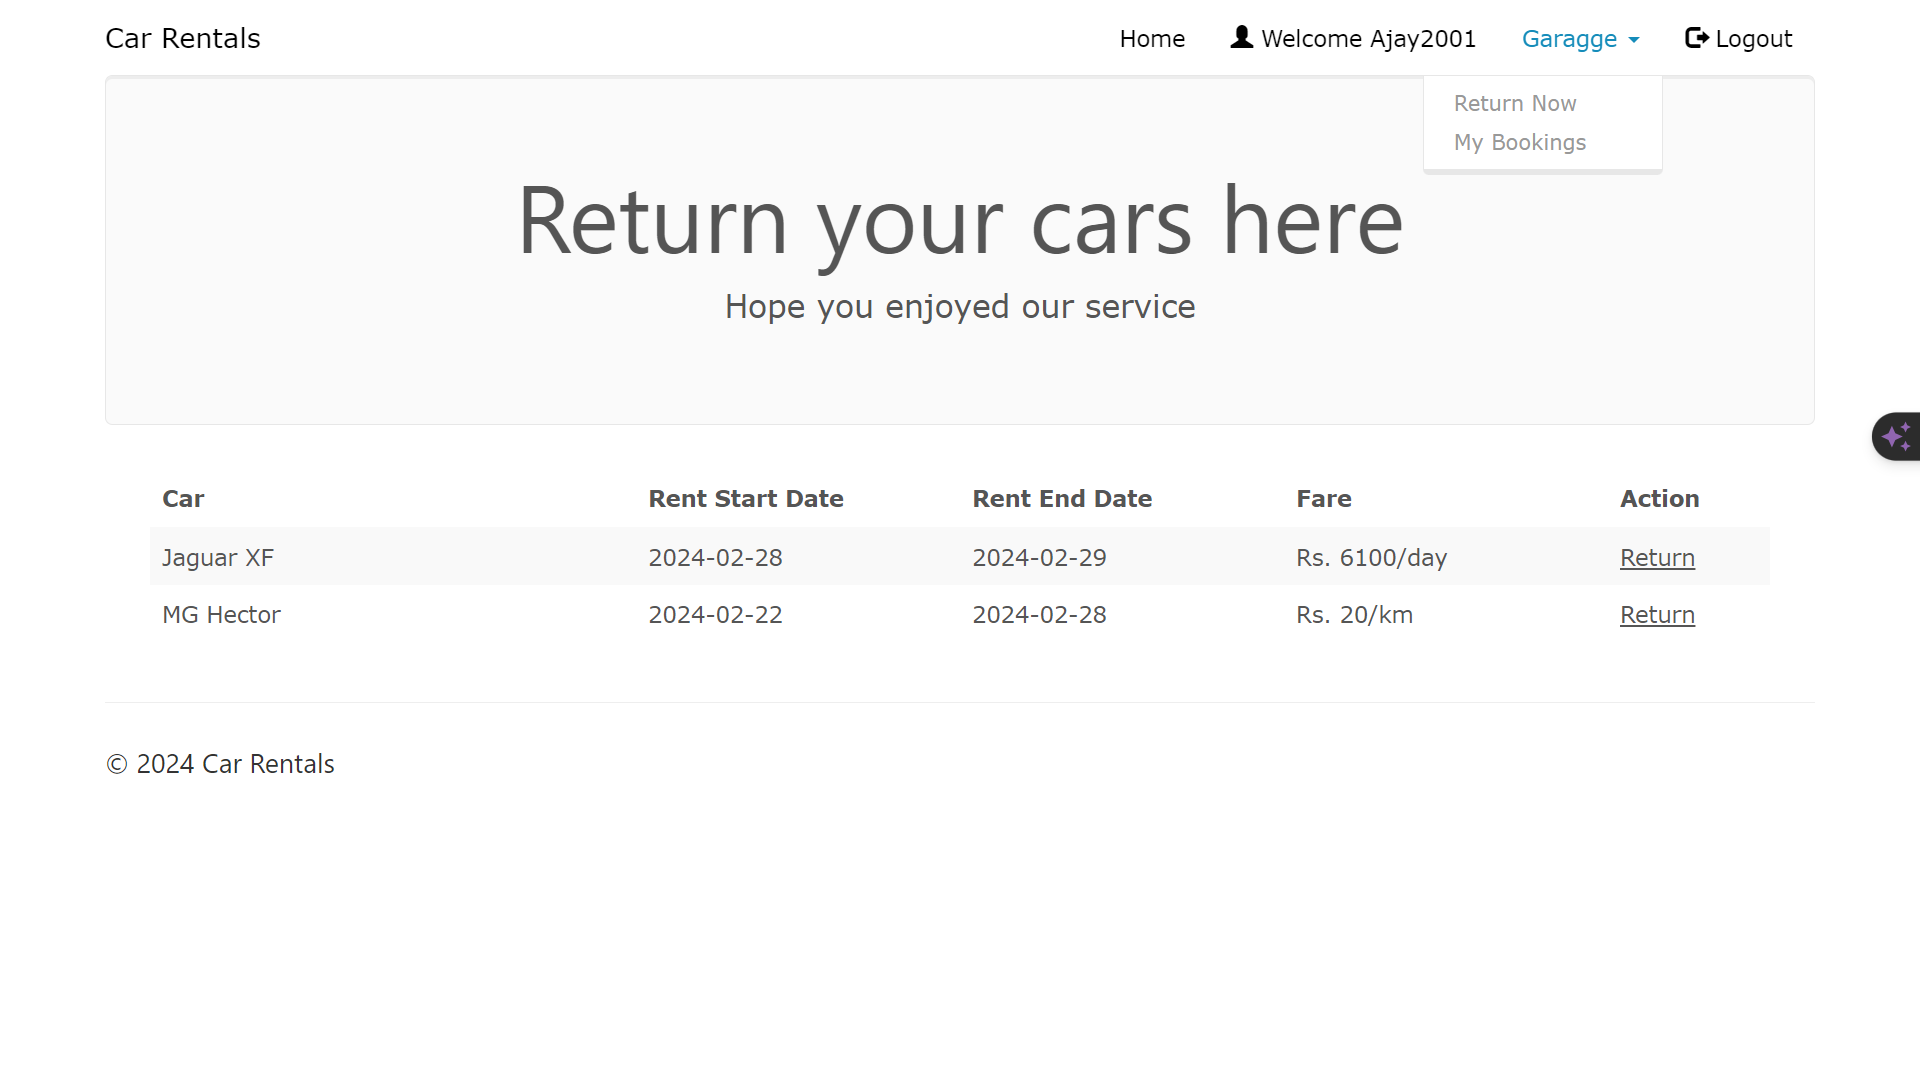 Car Rentals Home Welcome Ajay2001 Garagge Logout
Return Now
My Bookings
Return your cars here
Hope you enjoyed our service
Car Rent Start Date Rent End Date Fare Action
Jaguar XF 2024-02-28 2024-02-29 Rs. 6100/day Return
MG Hector 2024-02-22 2024-02-28 Rs. 20/km Return
© 2024 Car Rentals